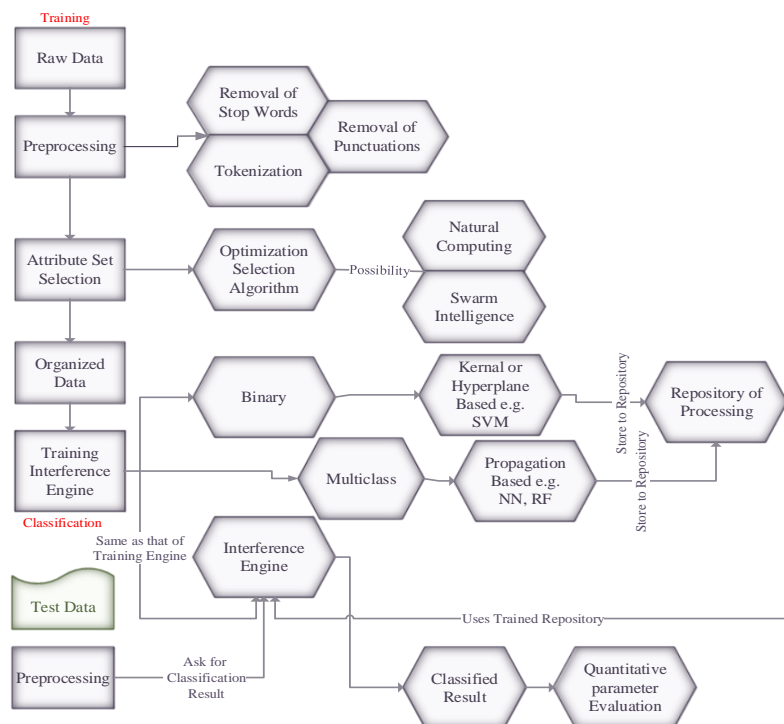 Training
Raw Data
Preprocessing
Removal of
Stop Words
Removal of
Punctuations
Tokenization
Attribute Set
Selection
Optimization
Selection
Algorithm
Possibility
Natural
Computing
Swarm
Intelligence
Organized
Data
Binary
Kernal or
Hyperplane
Based e.g.
SVM
Store to Repository
Repository of
Processing
Training
Interference
Engine
Multiclass
Propagation
Based e.g.
NN, RF
Store to Repository
Classification
Same as that of
Training Engine
Interference
Engine
Test Data
Uses Trained Repository
Preprocessing
Ask for
Classification
Result
Classified
Result
Quantitative
parameter
Evaluation